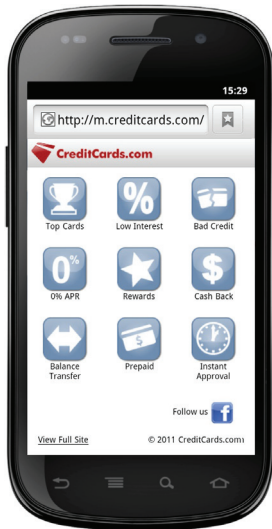 15:29
http://m.creditcards.com/
CreditCards.com
%
Top Cards Low Interest Bad Credit
0% $
0% APR Rewards Cash Back
$
Balance Prepaid Instant
Transfer Approval
Follow us f
View Full Site © 2011 CreditCards.com